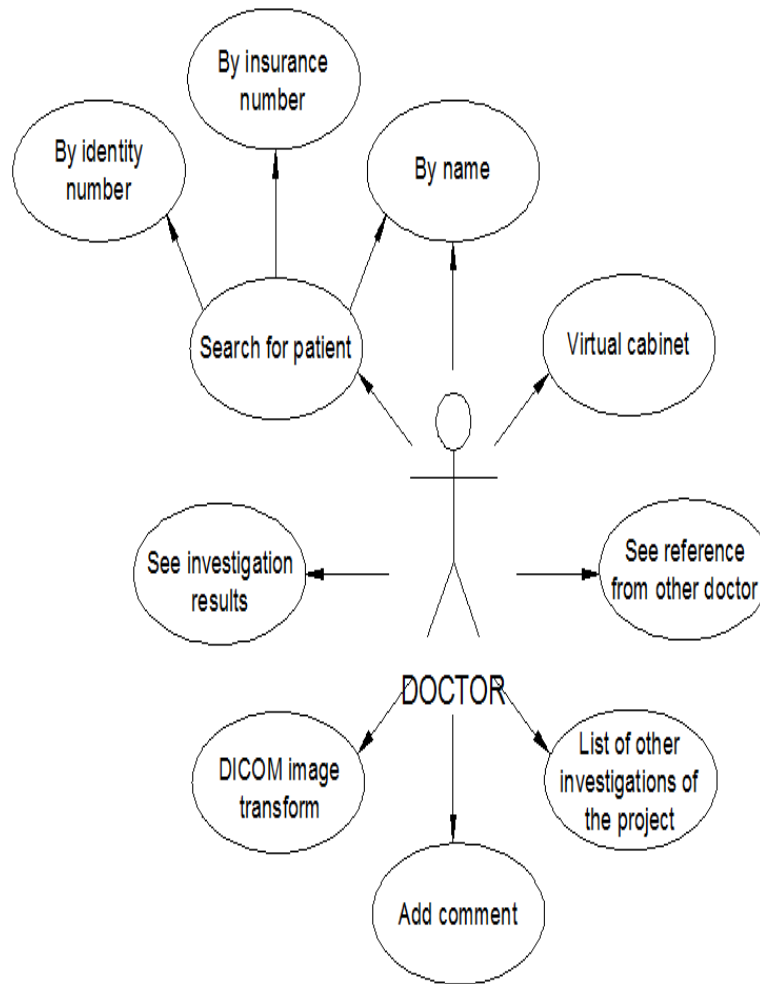 By insurance
number
By identity
number
By name
Search for patient
Virtual cabinet
See investigation
results
See reference
from other doctor
DOCTOR
DICOM image
transform
List of other
investigations of
the project
Add comment